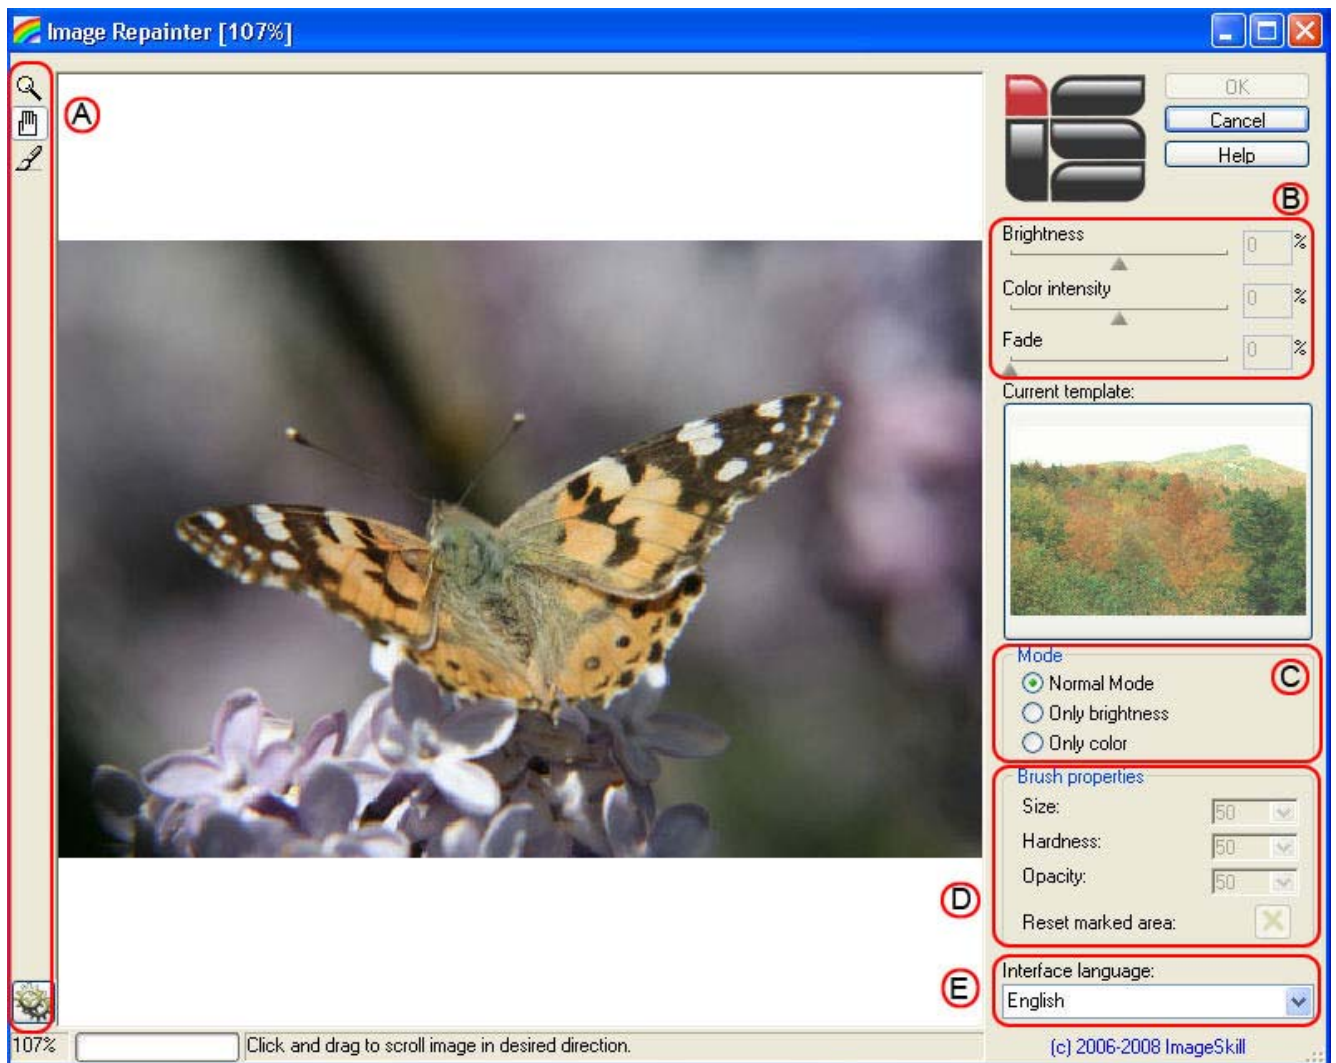 Image Repainter [107%]
A
OK
Cancel
Help
B
Brightness
0 %
Color intensity
0 %
Fade
0 %
Current template:
Mode
C
Normal Mode
Only brightness
Only color
Brush properties
Size: 50
Hardness: 50
Opacity: 50
D
Reset marked area:
Interface language:
E
English
107% Click and drag to scroll image in desired direction.
(c) 2006-2008 ImageSkill